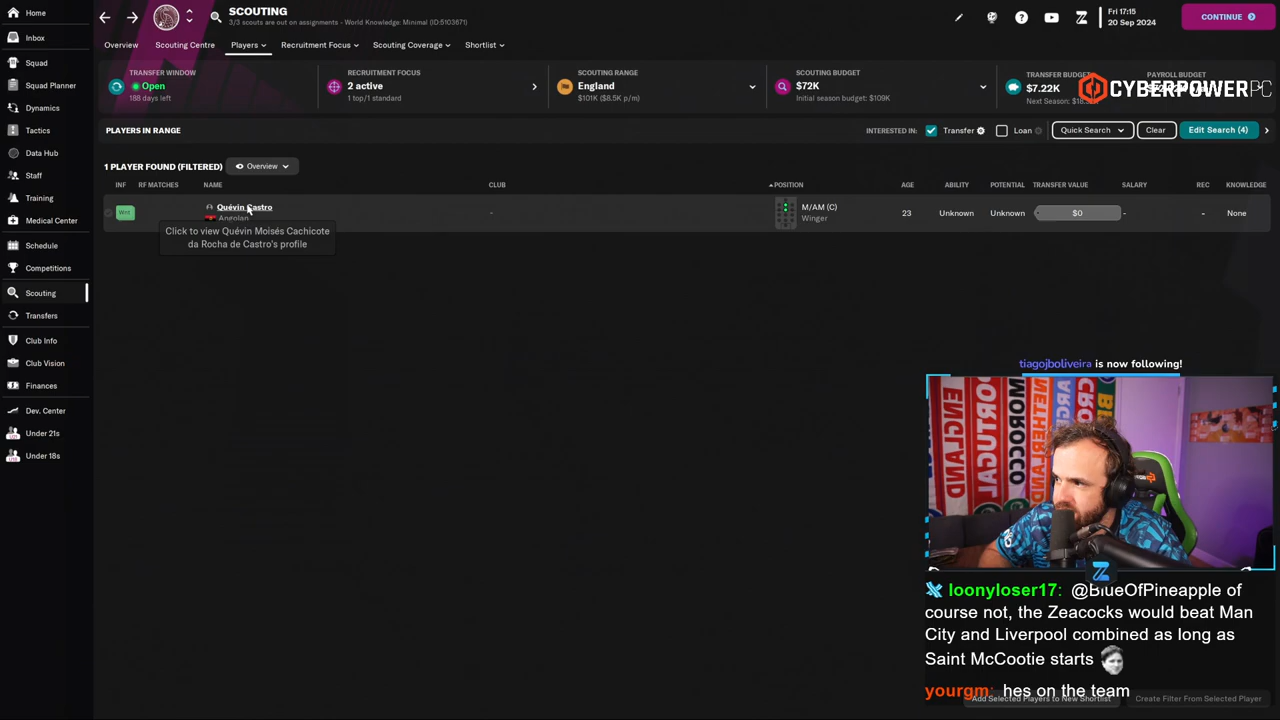 Home
Inbox
Squad
Squad Planner
Dynamics
Tactics
Data Hub
Staff
Training
Medical Center
Schedule
Competitions
Scouting
Transfers
Club Info
Club Vision
Finances
Dev. Center
Under 21s
Under 18s
SCOUTING
3/3 scouts are out on assignments - World Knowledge: Minimal (ID:5103671)
Fri 17:15
20 Sep 2024
CONTINUE
Overview
Scouting Centre
Players
Recruitment Focus
Scouting Coverage
Shortlist
TRANSFER WINDOW
Open
188 days left
RECRUITMENT FOCUS
2 active
1 top/1 standard
SCOUTING RANGE
England
$101K ($8.5K p/m)
SCOUTING BUDGET
$72K
Initial season budget: $109K
TRANSFER BUDGET
$7.22K
PAYROLL BUDGET
CYBERPOWERPC
PLAYERS IN RANGE
INTERESTED IN:
Transfer
Loan
Quick Search
Clear
Edit Search (4)
1 PLAYER FOUND (FILTERED)
Overview
INF RF MATCHES NAME CLUB POSITION AGE ABILITY POTENTIAL TRANSFER VALUE SALARY REC KNOWLEDGE
Wnt
Quévin Castro
Angolan
-
M/AM (C)
Winger
23
Unknown
Unknown
$0
-
None
Click to view Quévin Moisés Cachicote
da Rocha de Castro's profile
tiagojboliveira is now following!
ENGLAND
PORTUGAL
MOROCCO
loonyloser17: @BlueOfPineapple of
course not, the Zeacocks would beat Man
City and Liverpool combined as long as
Saint McCootie starts
yourgm: hes on the team
Add Selected Players to New Shortlist
Create Filter From Selected Player